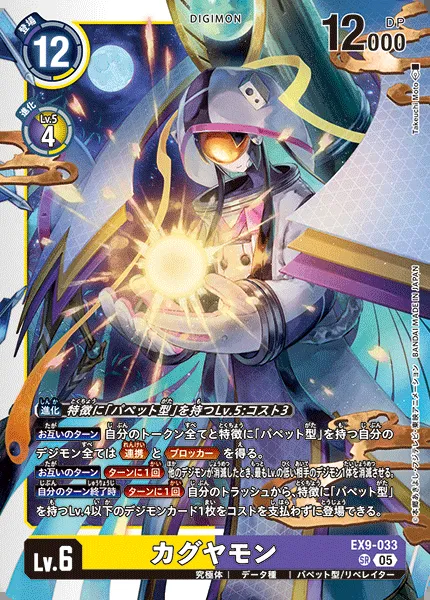 DIGIMON
登場
12
DP
12000
進化
Lv.5
4
Takeuchi Moto
進化 特徴に「パペット型」を持つLv.5:コスト3
お互いのターン 自分のトークン全てと特徴に「パペット型」を持つ自分の
デジモン全ては 連携 と ブロッカー を得る。
お互いのターン ターンに1回 他のデジモンが消滅したとき、最もLv.の低い相手のデジモン1体を消滅させる。
自分のターン終了時 ターンに1回 自分のトラッシュから、特徴に「パペット型」
を持つLv.4以下のデジモンカード1枚をコストを支払わずに登場できる。
Lv.6
カグヤモン
EX9-033
SR 05
究極体 | データ種 | パペット型/リベレイター
©本郷あきよし・フジテレビ・東映アニメーション BANDAI MADE IN JAPAN